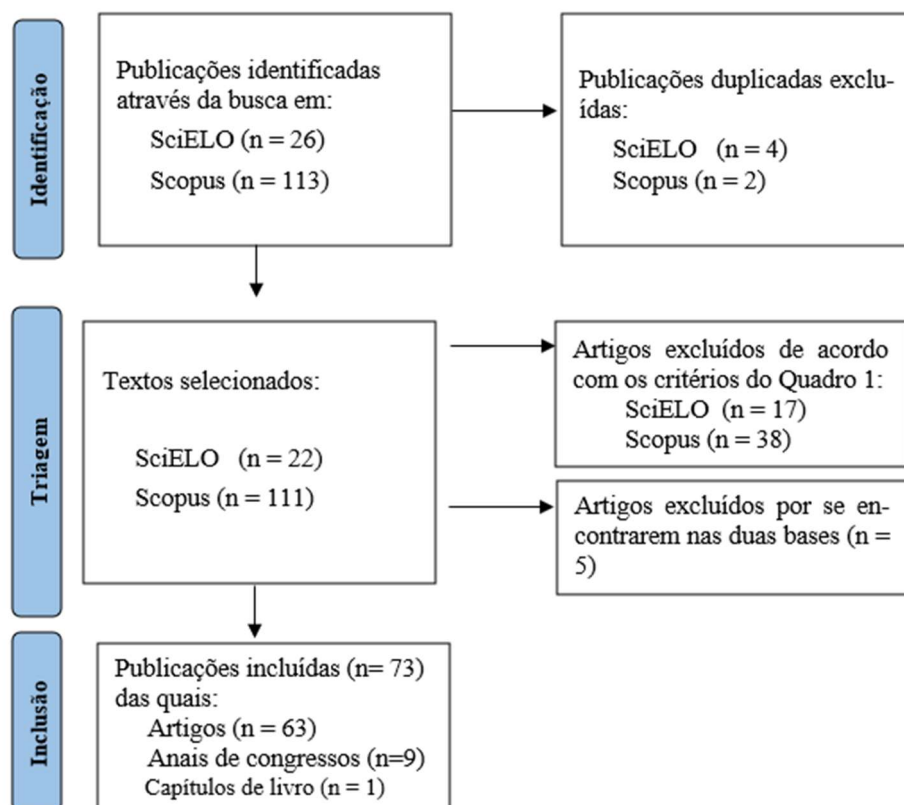 Identificação
Publicações identificadas
através da busca em:
SciELO (n = 26)
Scopus (n = 113)
Publicações duplicadas exclu-
ídas:
SciELO (n = 4)
Scopus (n = 2)
Triagem
Textos selecionados:
SciELO (n = 22)
Scopus (n = 111)
Artigos excluídos de acordo
com os critérios do Quadro 1:
SciELO (n = 17)
Scopus (n = 38)
Artigos excluídos por se en-
contrarem nas duas bases (n =
5)
Inclusão
Publicações incluídas (n= 73)
das quais:
Artigos (n = 63)
Anais de congressos (n=9)
Capítulos de livro (n = 1)